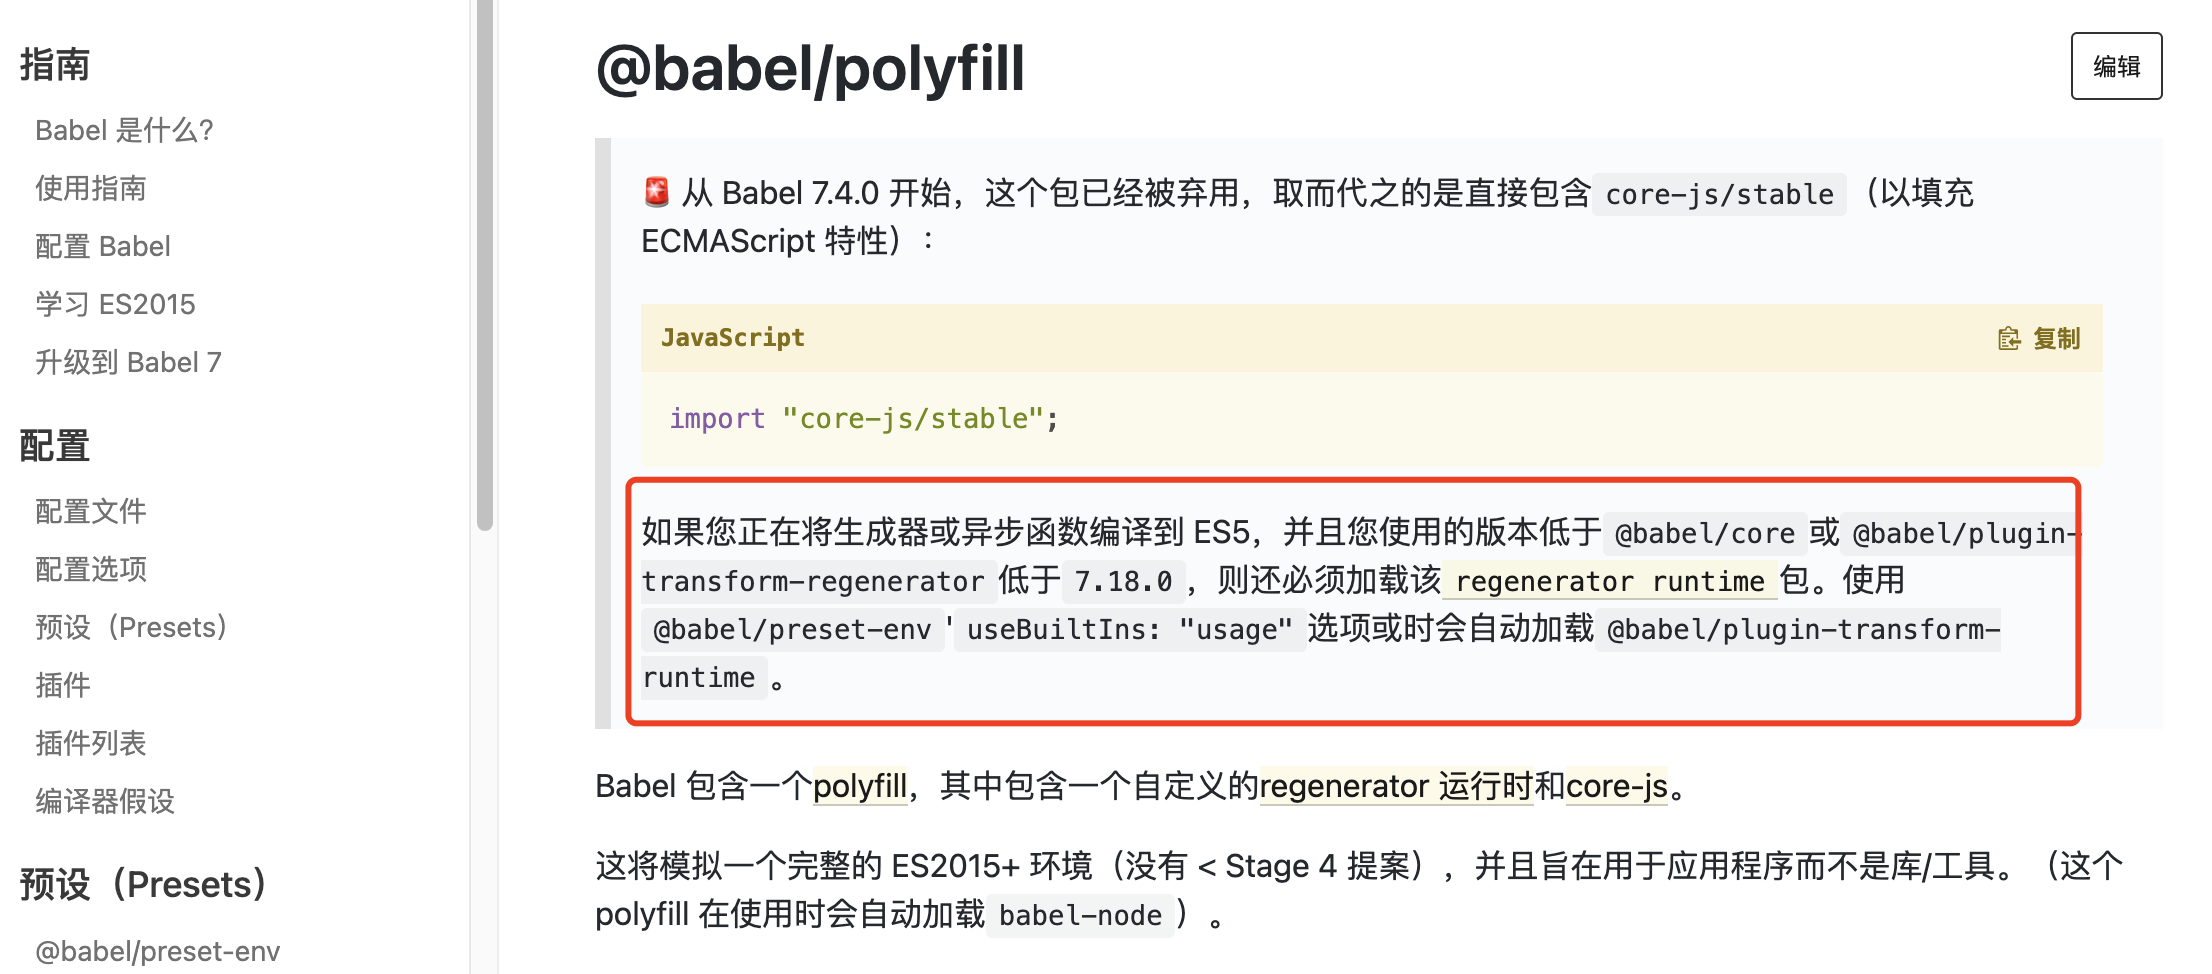 指南
Babel 是什么?
使用指南
配置 Babel
学习 ES2015
升级到 Babel 7
配置
配置文件
配置选项
预设（Presets）
插件
插件列表
编译器假设
预设（Presets）
@babel/preset-env
@babel/polyfill
编辑
🚨 从 Babel 7.4.0 开始，这个包已经被弃用，取而代之的是直接包含 core-js/stable （以填充
ECMAScript 特性）：
JavaScript
复制
import "core-js/stable";
如果您正在将生成器或异步函数编译到 ES5，并且您使用的版本低于 @babel/core 或 @babel/plugin-
transform-regenerator 低于 7.18.0 ，则还必须加载该 regenerator runtime 包。使用
@babel/preset-env ' useBuiltIns: "usage" 选项或时会自动加载 @babel/plugin-transform-
runtime 。
Babel 包含一个polyfill，其中包含一个自定义的regenerator 运行时和core-js。
这将模拟一个完整的 ES2015+ 环境（没有 < Stage 4 提案），并且旨在用于应用程序而不是库/工具。（这个
polyfill 在使用时会自动加载 babel-node ）。